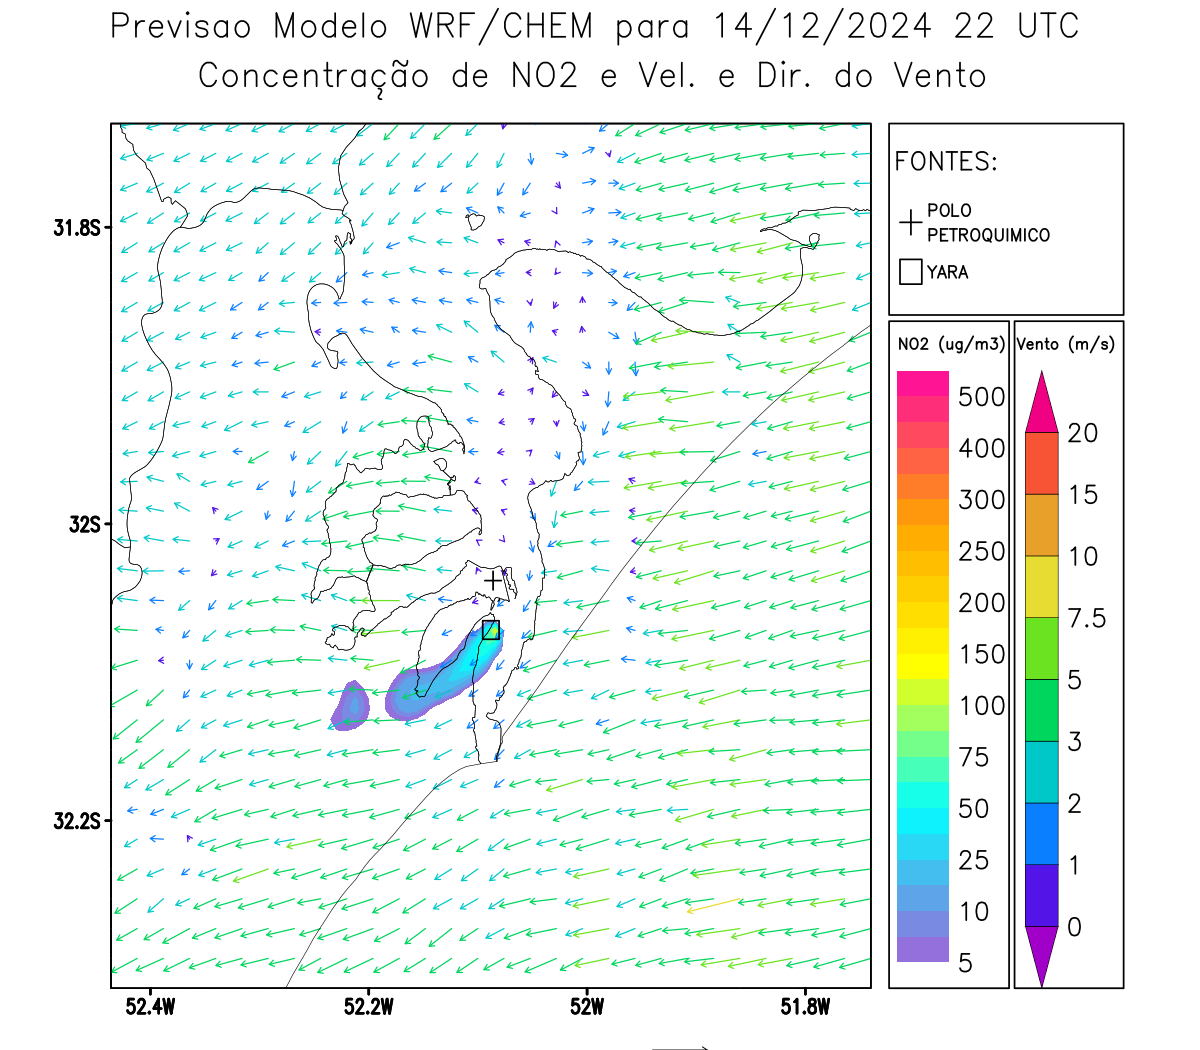 Previsao Modelo WRF/CHEM para 14/12/2024 22 UTC
Concentração de NO2 e Vel. e Dir. do Vento
FONTES:
POLO
PETROQUIMICO
YARA
NO2 (ug/m3)
500
400
300
250
200
150
100
75
50
25
10
5
Vento (m/s)
20
15
10
7.5
5
3
2
1
0
31.8S
32S
32.2S
52.4W
52.2W
52W
51.8W